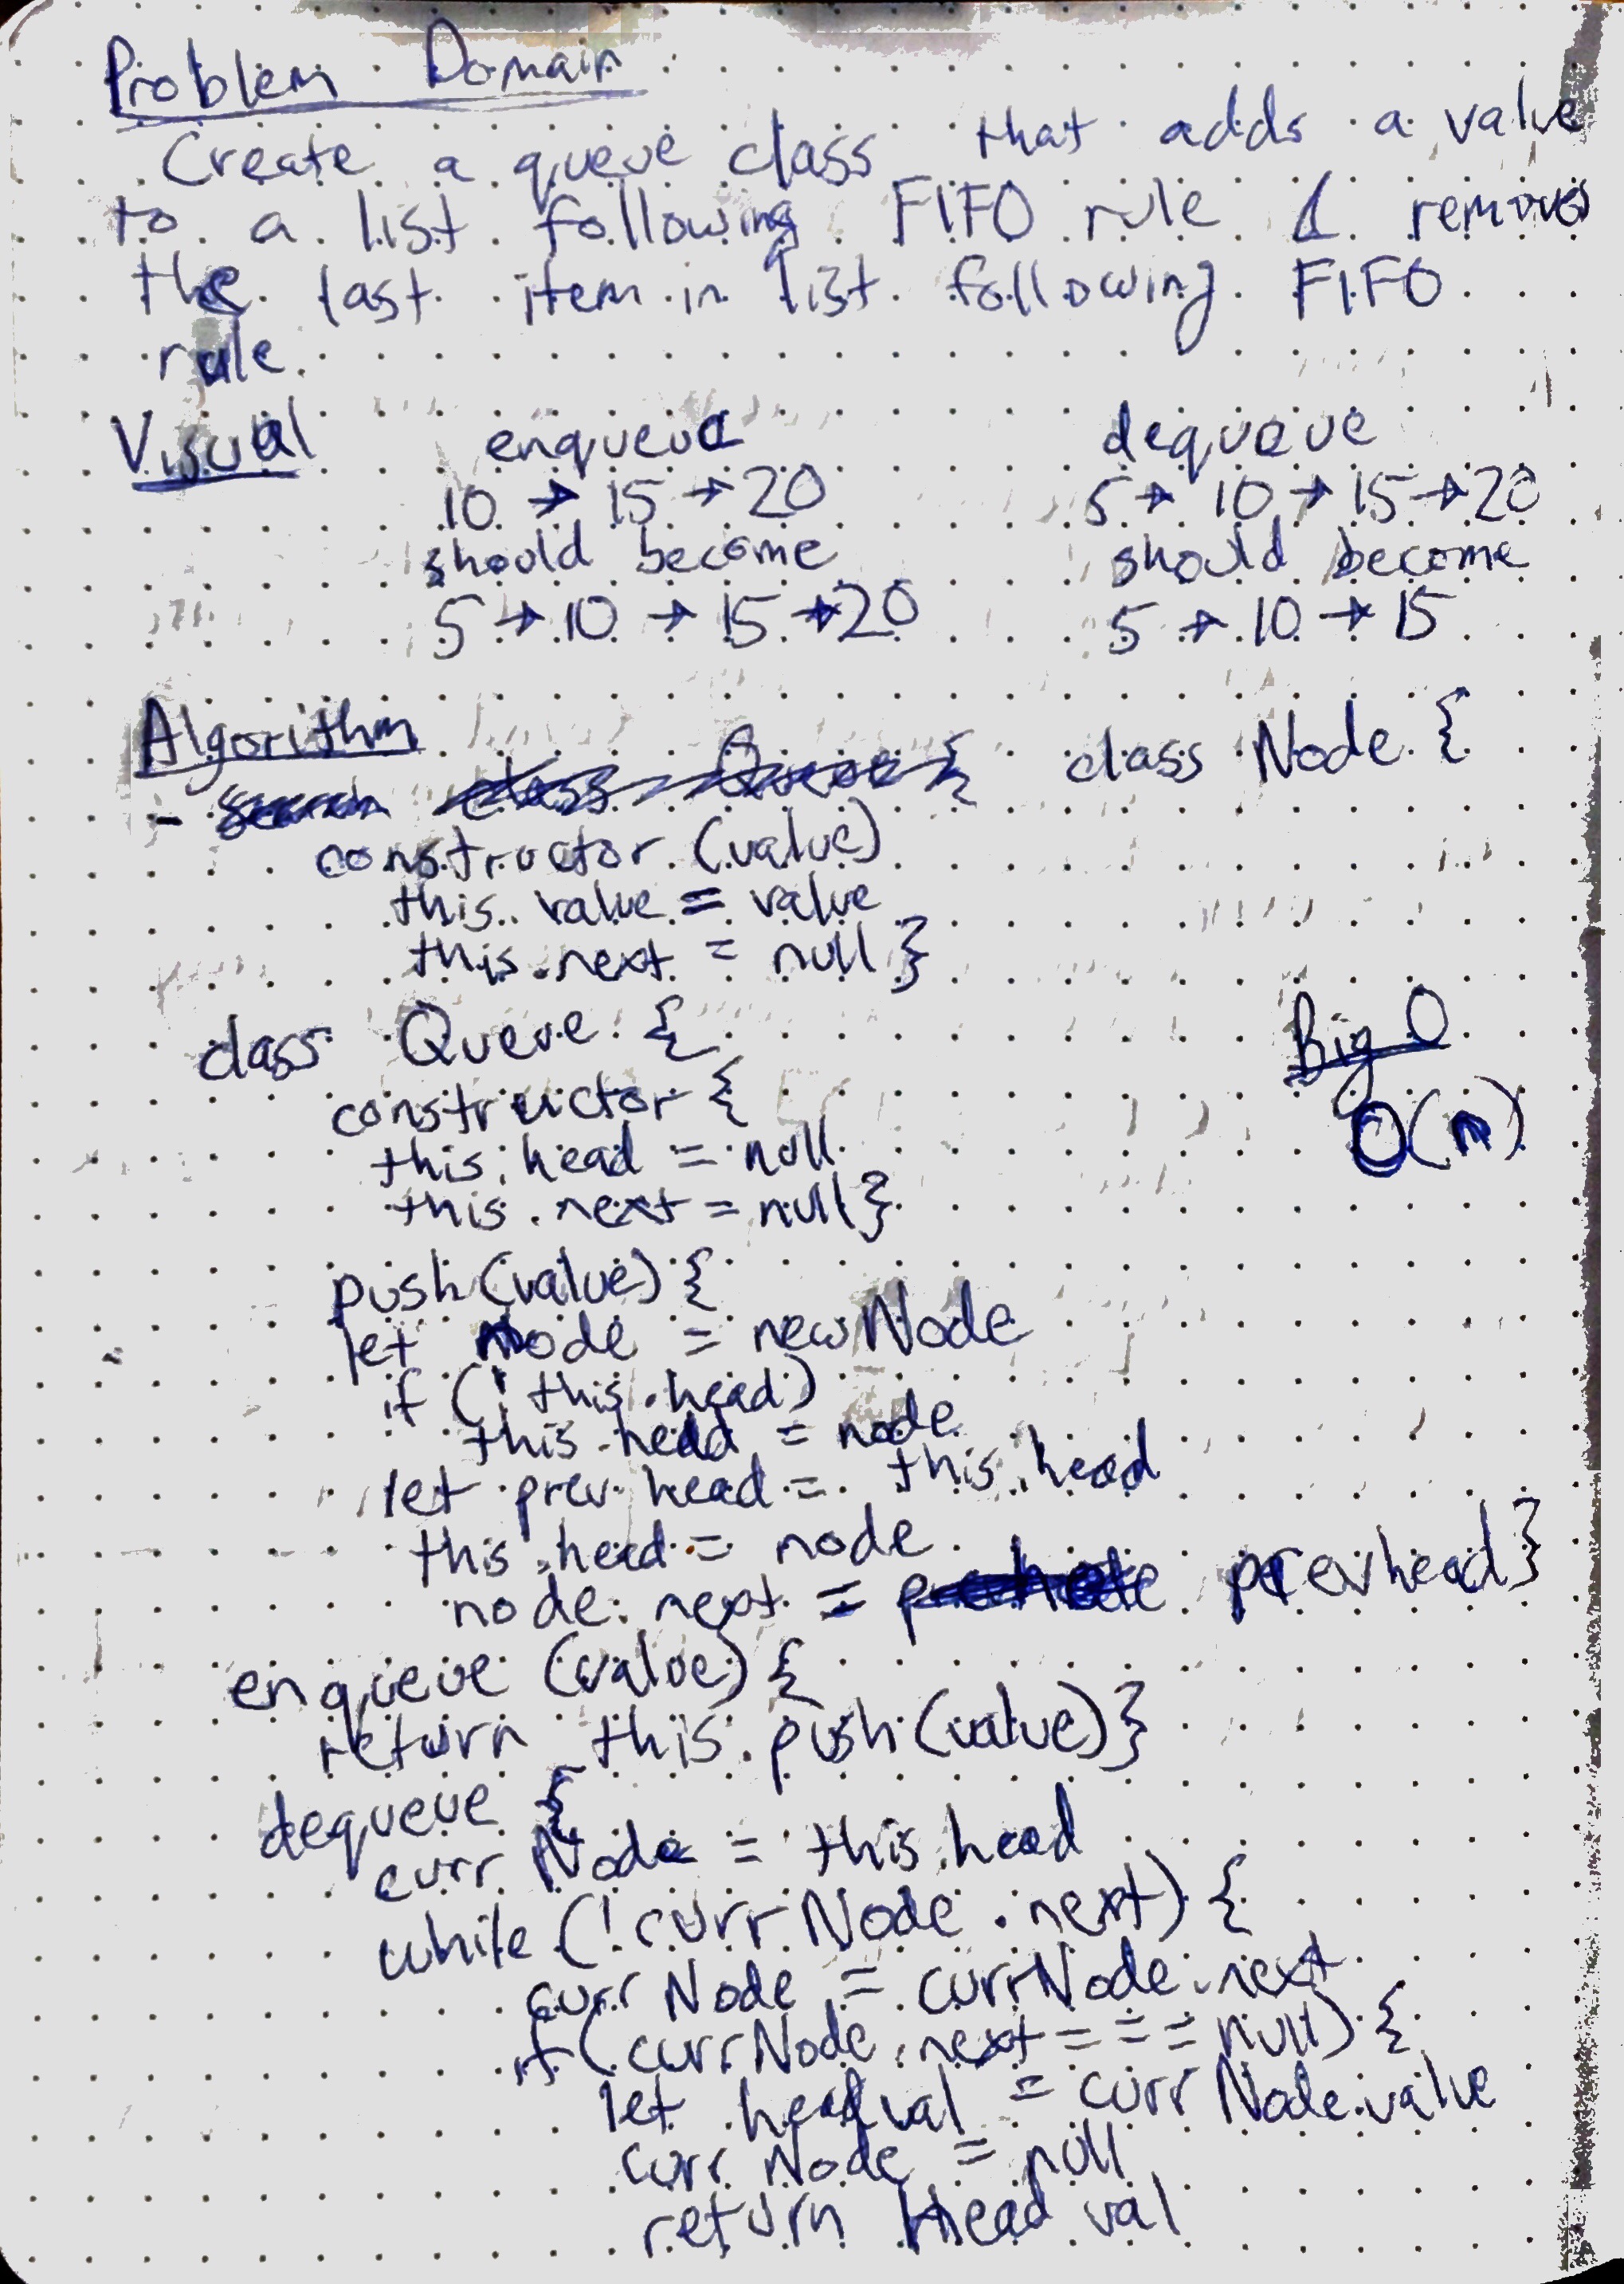 Problem Domain
Create a queue class that adds a value
to a list following FIFO rule & removes
the last item in list following FIFO
rule.
Visual
enqueue
10 → 15 → 20
should become
5 → 10 → 15 → 20
dequeue
5 → 10 → 15 → 20
should become
5 → 10 → 15
Algorithm
- search class Queue { class Node {
constructor (value)
this.value = value
this.next = null }
class Queue {
constructor {
this.head = null
this.next = null }
Big O
O(n)
push(value) {
let node = new Node
if (!this.head)
this.head = node
let prev head = this.head
this.head = node
node.next = prevhead }
enqueue (value) {
return this.push(value) }
dequeue {
curr Node = this.head
while (!currNode.next) {
curr Node = currNode.next
if (currNode.next === null) {
let headval = curr Node.value
curr Node = null
return Head val